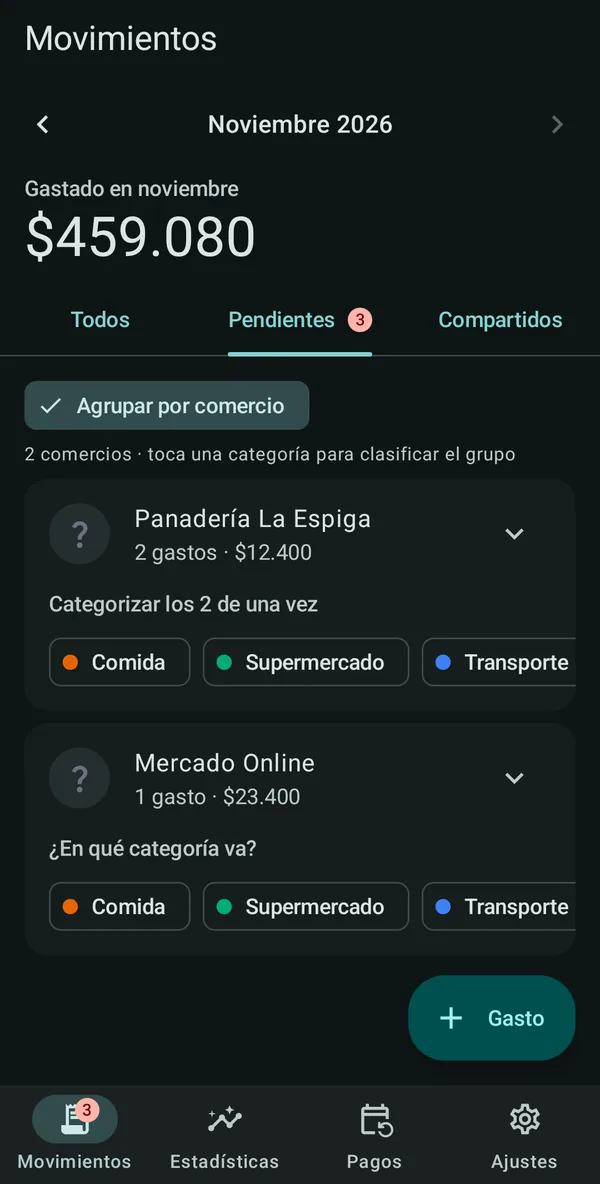 Movimientos
Noviembre 2026
Gastado en noviembre
$459.080
Todos
Pendientes 3
Compartidos
Agrupar por comercio
2 comercios · toca una categoría para clasificar el grupo
?
Panadería La Espiga
2 gastos · $12.400
Categorizar los 2 de una vez
Comida
Supermercado
Transporte
?
Mercado Online
1 gasto · $23.400
¿En qué categoría va?
Comida
Supermercado
Transporte
+ Gasto
3
Movimientos
Estadísticas
Pagos
Ajustes